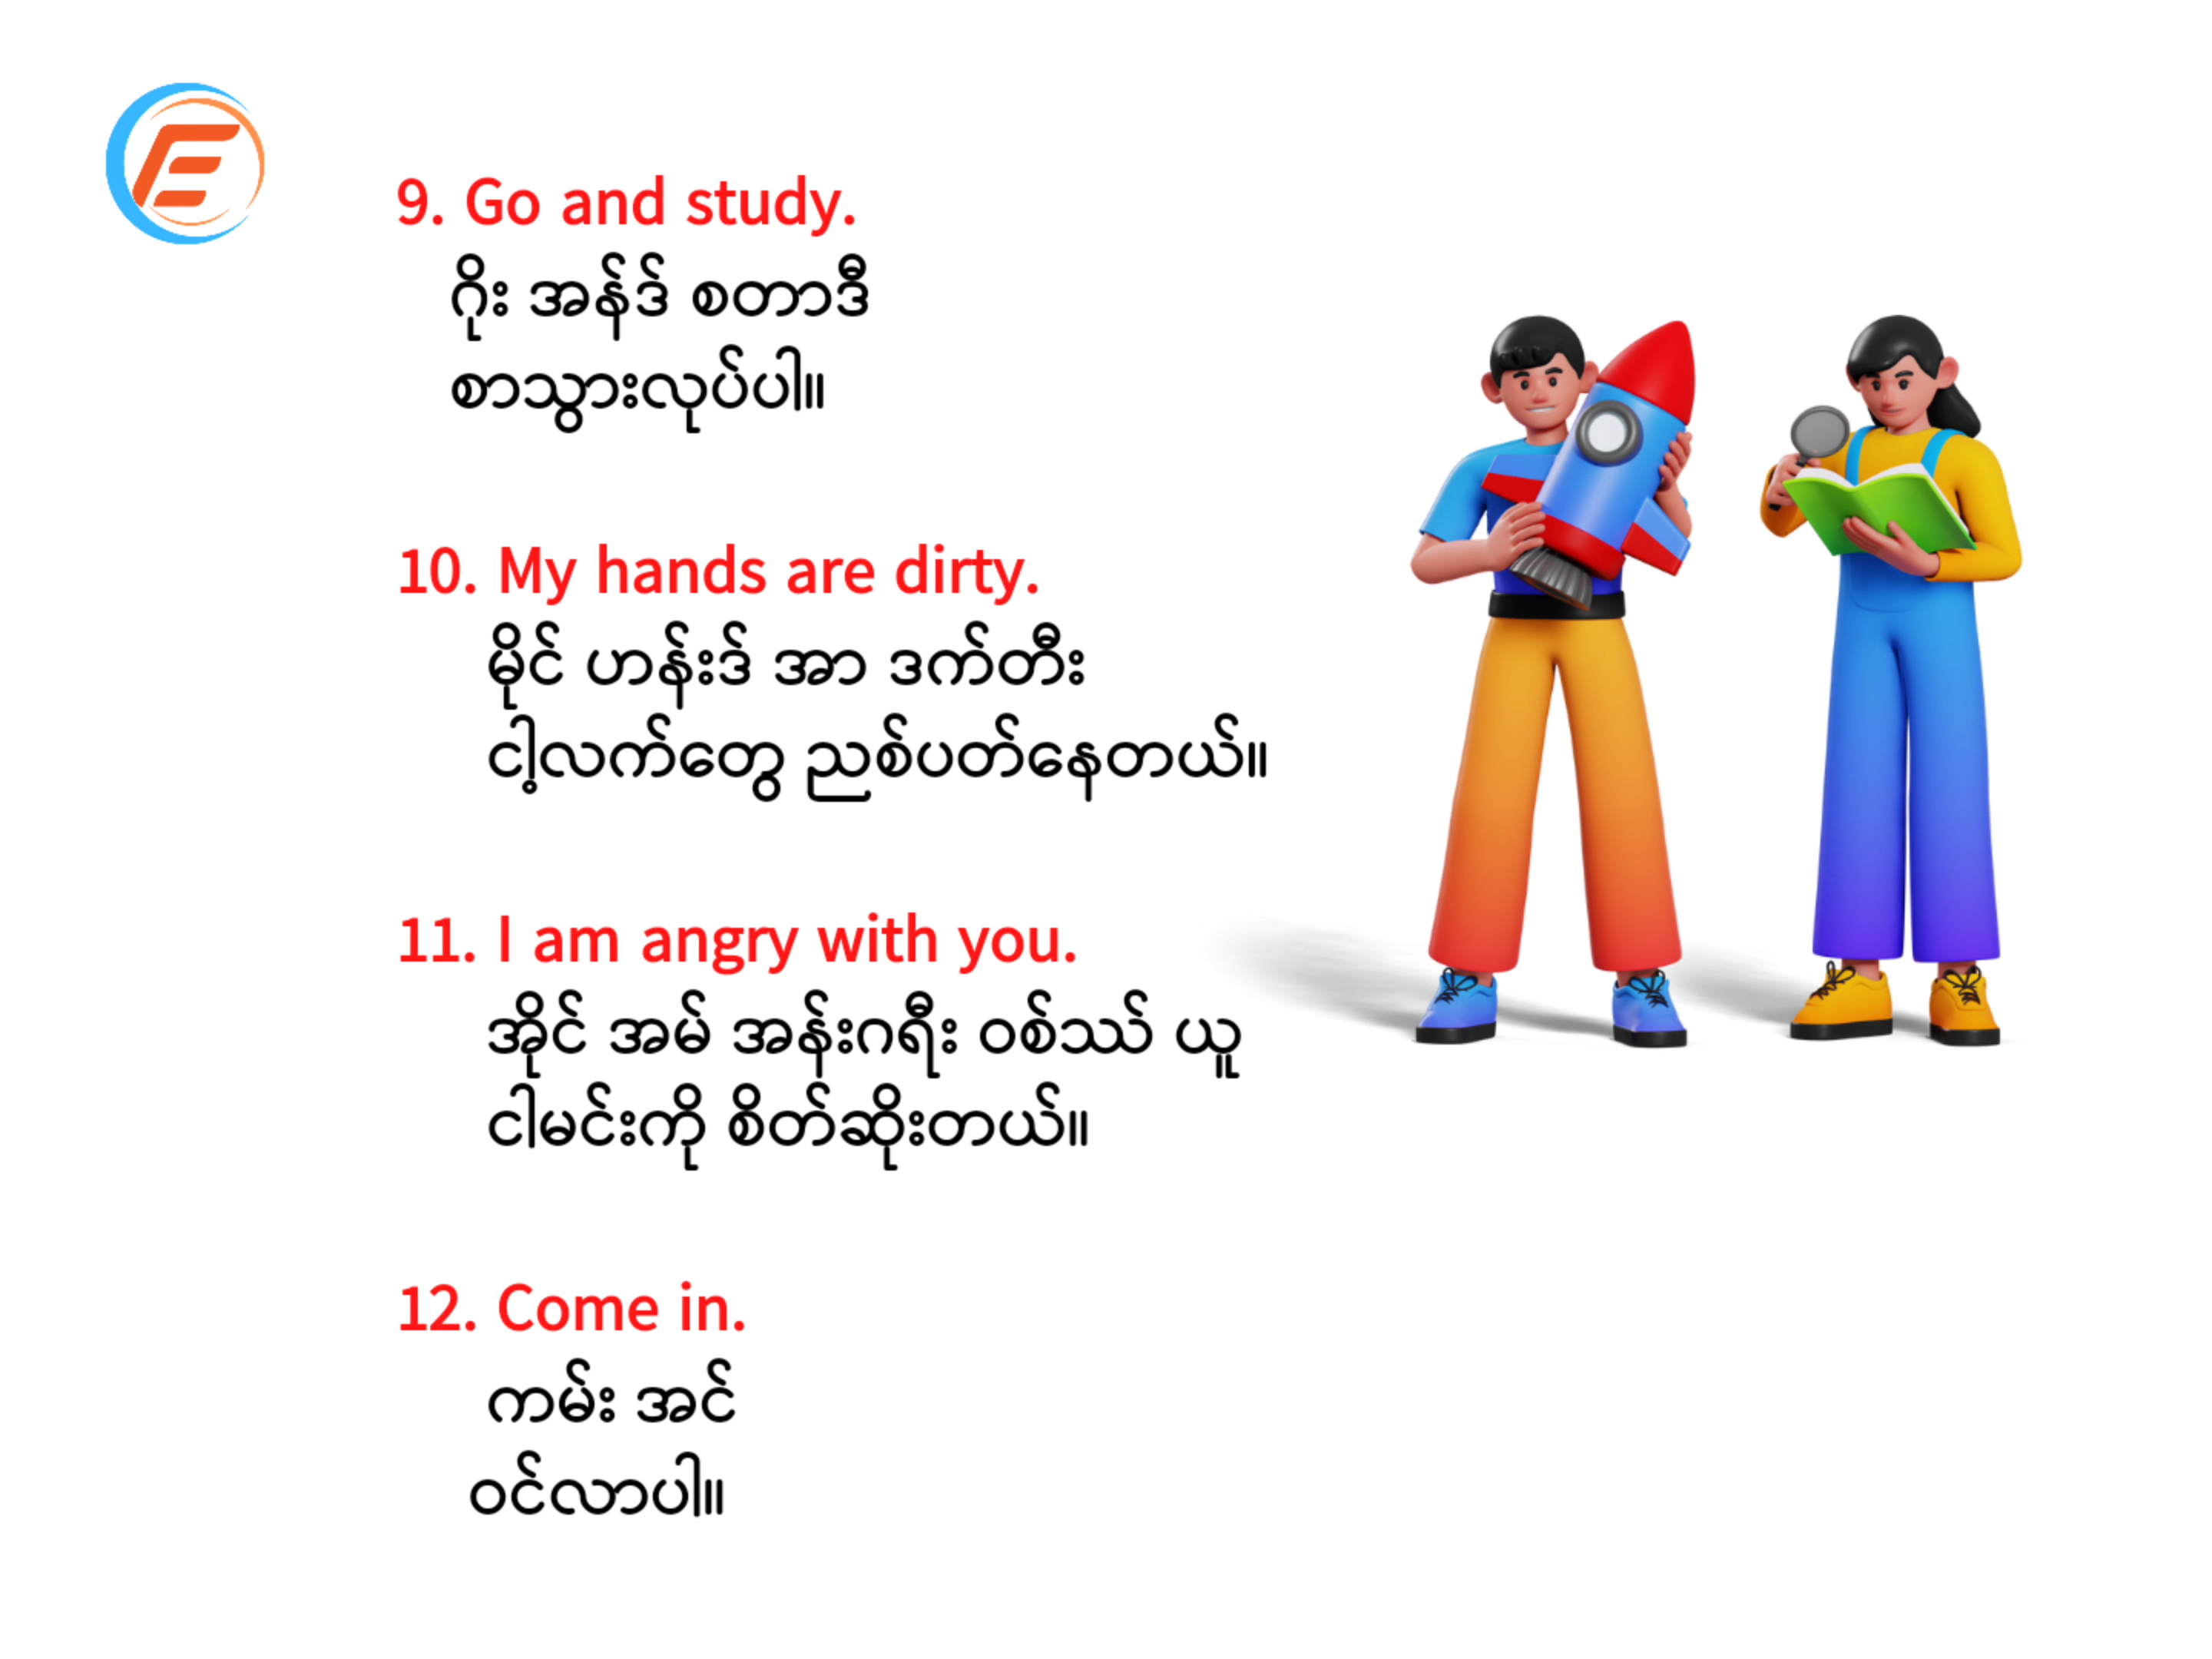 9. Go and study.
ဂိုး အန်ဒ် စတာဒီ
စာသွားလုပ်ပါ။
10. My hands are dirty.
မိုင် ဟန်းဒ် အာ ဒက်တီး
ငါ့လက်တွေ ညစ်ပတ်နေတယ်။
11. I am angry with you.
အိုင် အမ် အန်းဂရီး ဝစ်သ် ယူ
ငါမင်းကို စိတ်ဆိုးတယ်။
12. Come in.
ကမ်း အင်
ဝင်လာပါ။